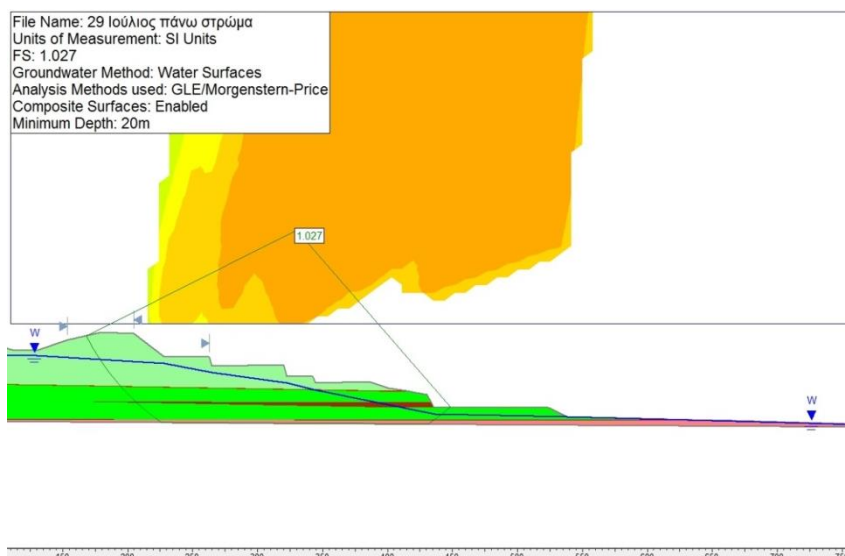 File Name: 29 Ιούλιος πάνω στρώμα
Units of Measurement: SI Units
FS: 1.027
Groundwater Method: Water Surfaces
Analysis Methods used: GLE/Morgenstern-Price
Composite Surfaces: Enabled
Minimum Depth: 20m
1.027
W
W